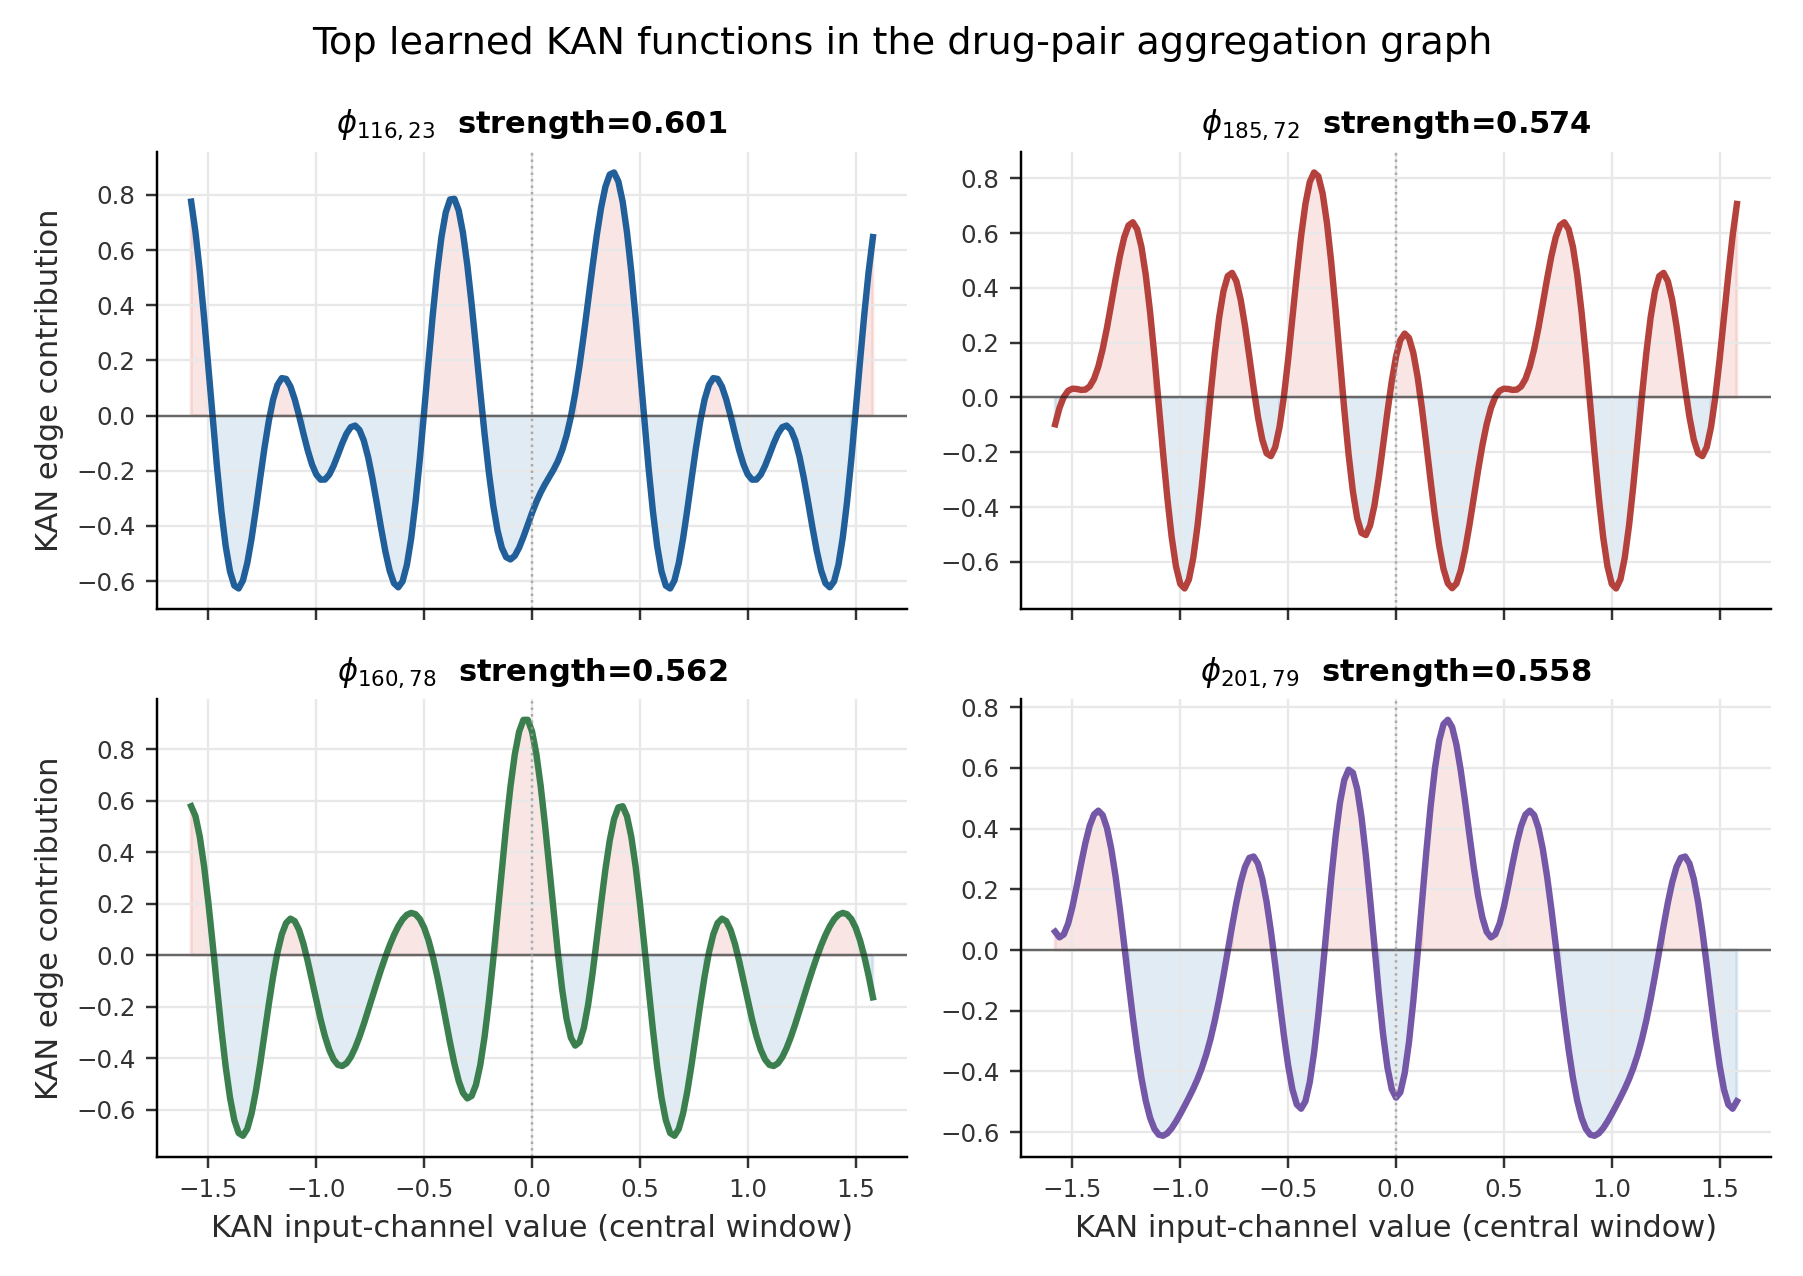 Top learned KAN functions in the drug-pair aggregation graph
ϕ116, 23 strength=0.601
ϕ185, 72 strength=0.574
KAN edge contribution
0.8
0.6
0.4
0.2
0.0
−0.2
−0.4
−0.6
0.8
0.6
0.4
0.2
0.0
−0.2
−0.4
−0.6
ϕ160, 78 strength=0.562
ϕ201, 79 strength=0.558
KAN edge contribution
0.8
0.6
0.4
0.2
0.0
−0.2
−0.4
−0.6
−1.5 −1.0 −0.5 0.0 0.5 1.0 1.5
KAN input-channel value (central window)
0.8
0.6
0.4
0.2
0.0
−0.2
−0.4
−0.6
−1.5 −1.0 −0.5 0.0 0.5 1.0 1.5
KAN input-channel value (central window)